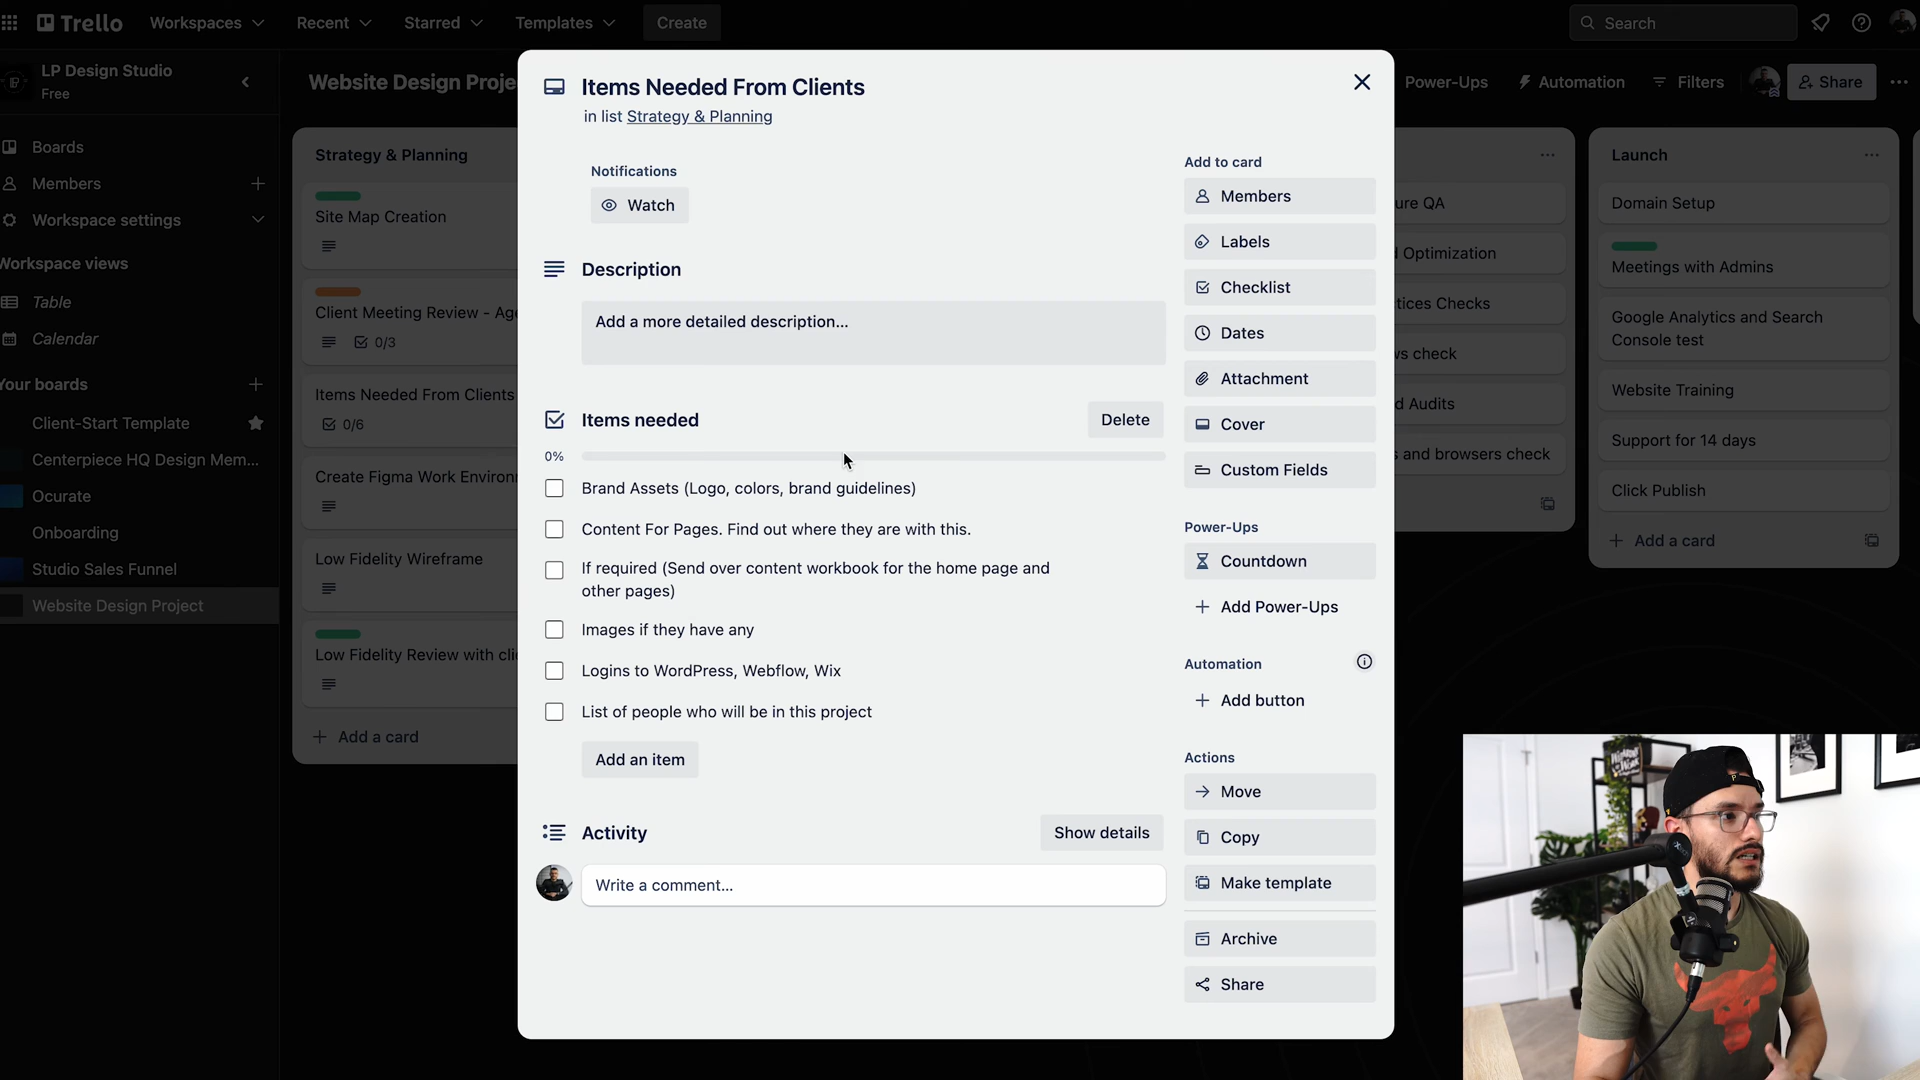 Trello
Workspaces
Recent
Starred
Templates
Create
Search
LP Design Studio
Free
Boards
Members
Workspace settings
Workspace views
Table
Calendar
Your boards
Client-Start Template
Centerpiece HQ Design Mem...
Ocurate
Onboarding
Studio Sales Funnel
Website Design Project
Website Design Proje
Power-Ups
Automation
Filters
Share
Strategy & Planning
Site Map Creation
Client Meeting Review - Age
0/3
Items Needed From Clients
0/6
Create Figma Work Environ
Low Fidelity Wireframe
Low Fidelity Review with clie
Add a card
Items Needed From Clients
in list Strategy & Planning
Notifications
Watch
Description
Add a more detailed description...
Items needed
Delete
0%
Brand Assets (Logo, colors, brand guidelines)
Content For Pages. Find out where they are with this.
If required (Send over content workbook for the home page and
other pages)
Images if they have any
Logins to WordPress, Webflow, Wix
List of people who will be in this project
Add an item
Activity
Show details
Write a comment...
Add to card
Members
Labels
Checklist
Dates
Attachment
Cover
Custom Fields
Power-Ups
Countdown
Add Power-Ups
Automation
Add button
Actions
Move
Copy
Make template
Archive
Share
ure QA
d Optimization
tices Checks
ws check
d Audits
s and browsers check
Launch
Domain Setup
Meetings with Admins
Google Analytics and Search
Console test
Website Training
Support for 14 days
Click Publish
Add a card